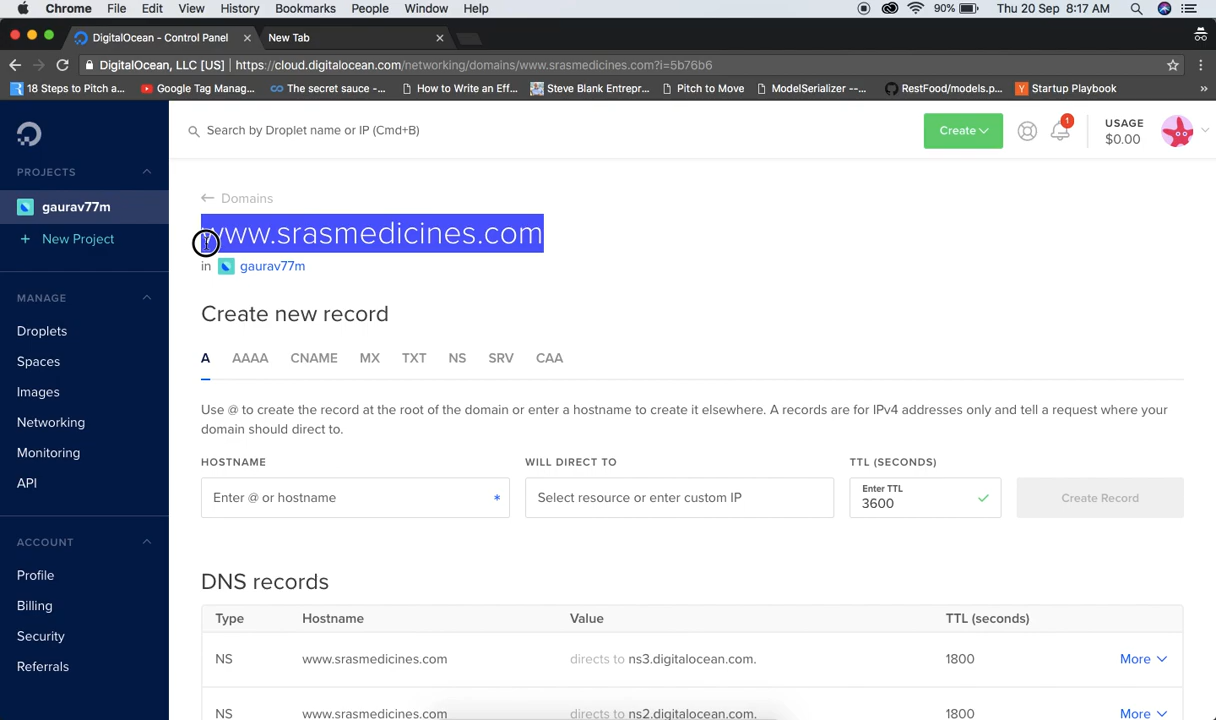 Chrome File Edit View History Bookmarks People Window Help 90% Thu 20 Sep 8:17 AM
DigitalOcean - Control Panel New Tab
DigitalOcean, LLC [US] | https://cloud.digitalocean.com/networking/domains/www.srasmedicines.com?i=5b76b6
18 Steps to Pitch a... Google Tag Manag... The secret sauce -... How to Write an Eff... Steve Blank Entrepr... Pitch to Move ModelSerializer --... RestFood/models.p... Startup Playbook »
Search by Droplet name or IP (Cmd+B) Create 1 USAGE
$0.00
PROJECTS
gaurav77m
+ New Project
MANAGE
Droplets
Spaces
Images
Networking
Monitoring
API
ACCOUNT
Profile
Billing
Security
Referrals
← Domains
www.srasmedicines.com
in gaurav77m
Create new record
A AAAA CNAME MX TXT NS SRV CAA
Use @ to create the record at the root of the domain or enter a hostname to create it elsewhere. A records are for IPv4 addresses only and tell a request where your
domain should direct to.
HOSTNAME WILL DIRECT TO TTL (SECONDS)
Enter @ or hostname * Select resource or enter custom IP Enter TTL
3600 Create Record
DNS records
Type Hostname Value TTL (seconds)
NS www.srasmedicines.com directs to ns3.digitalocean.com. 1800 More
NS www.srasmedicines.com directs to ns2.digitalocean.com. 1800 More